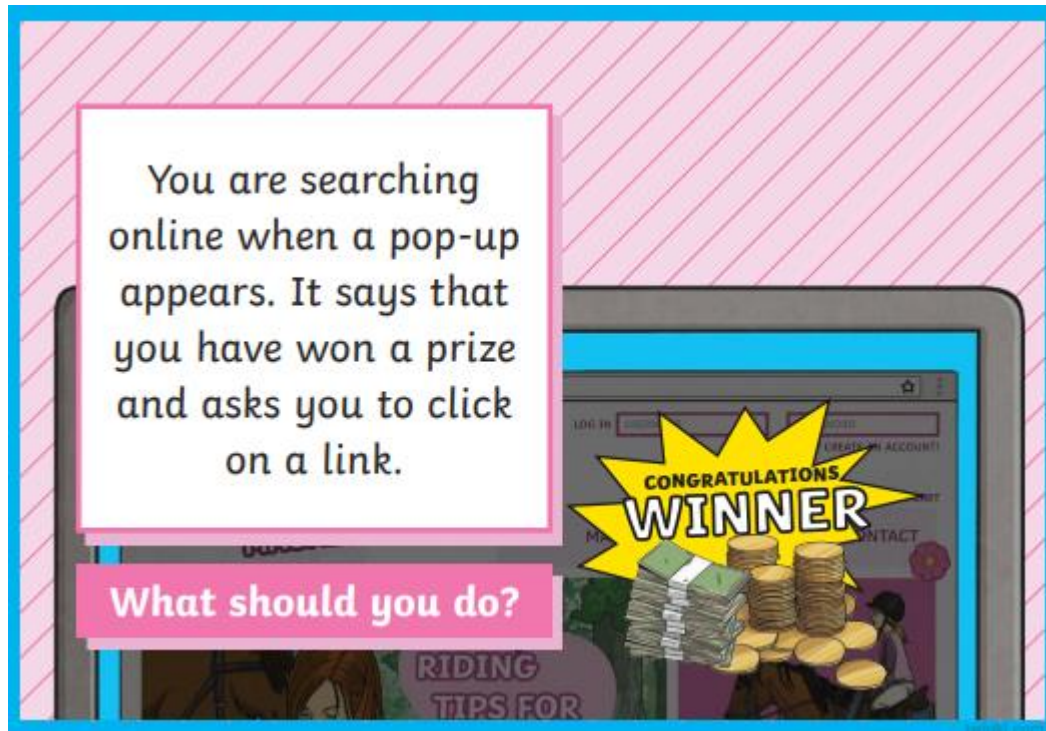 You are searching
online when a pop-up
appears. It says that
you have won a prize
and asks you to click
on a link.
What should you do?
LOG IN
CREATE AN ACCOUNT!
CONGRATULATIONS
WINNER
RIDING
TIPS FOR